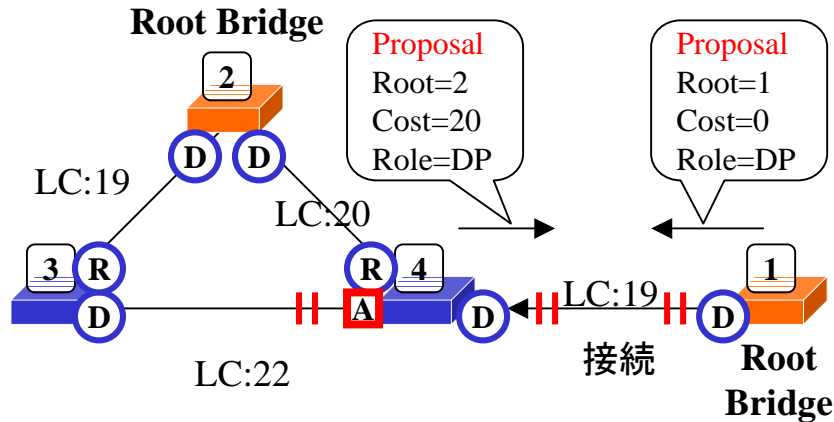 Root Bridge
2
D
D
LC:19
LC:20
Proposal
Root=2
Cost=20
Role=DP
Proposal
Root=1
Cost=0
Role=DP
3
R
D
R
4
A
D
LC:22
LC:19
接続
1
D
Root
Bridge